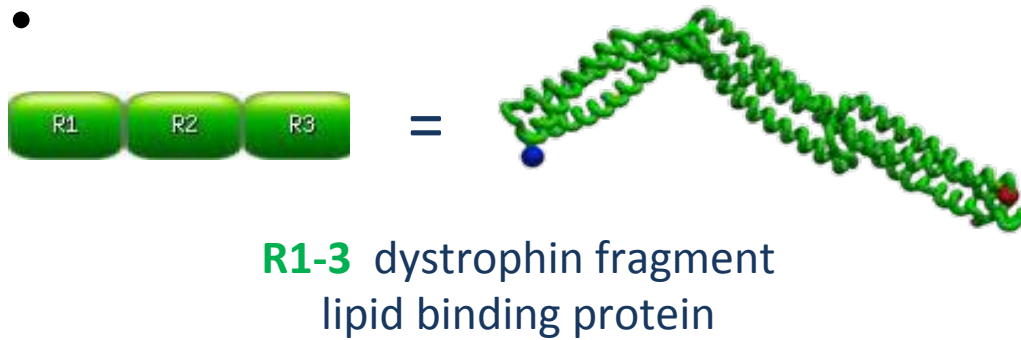 •
R1 R2 R3 =
R1-3 dystrophin fragment
lipid binding protein